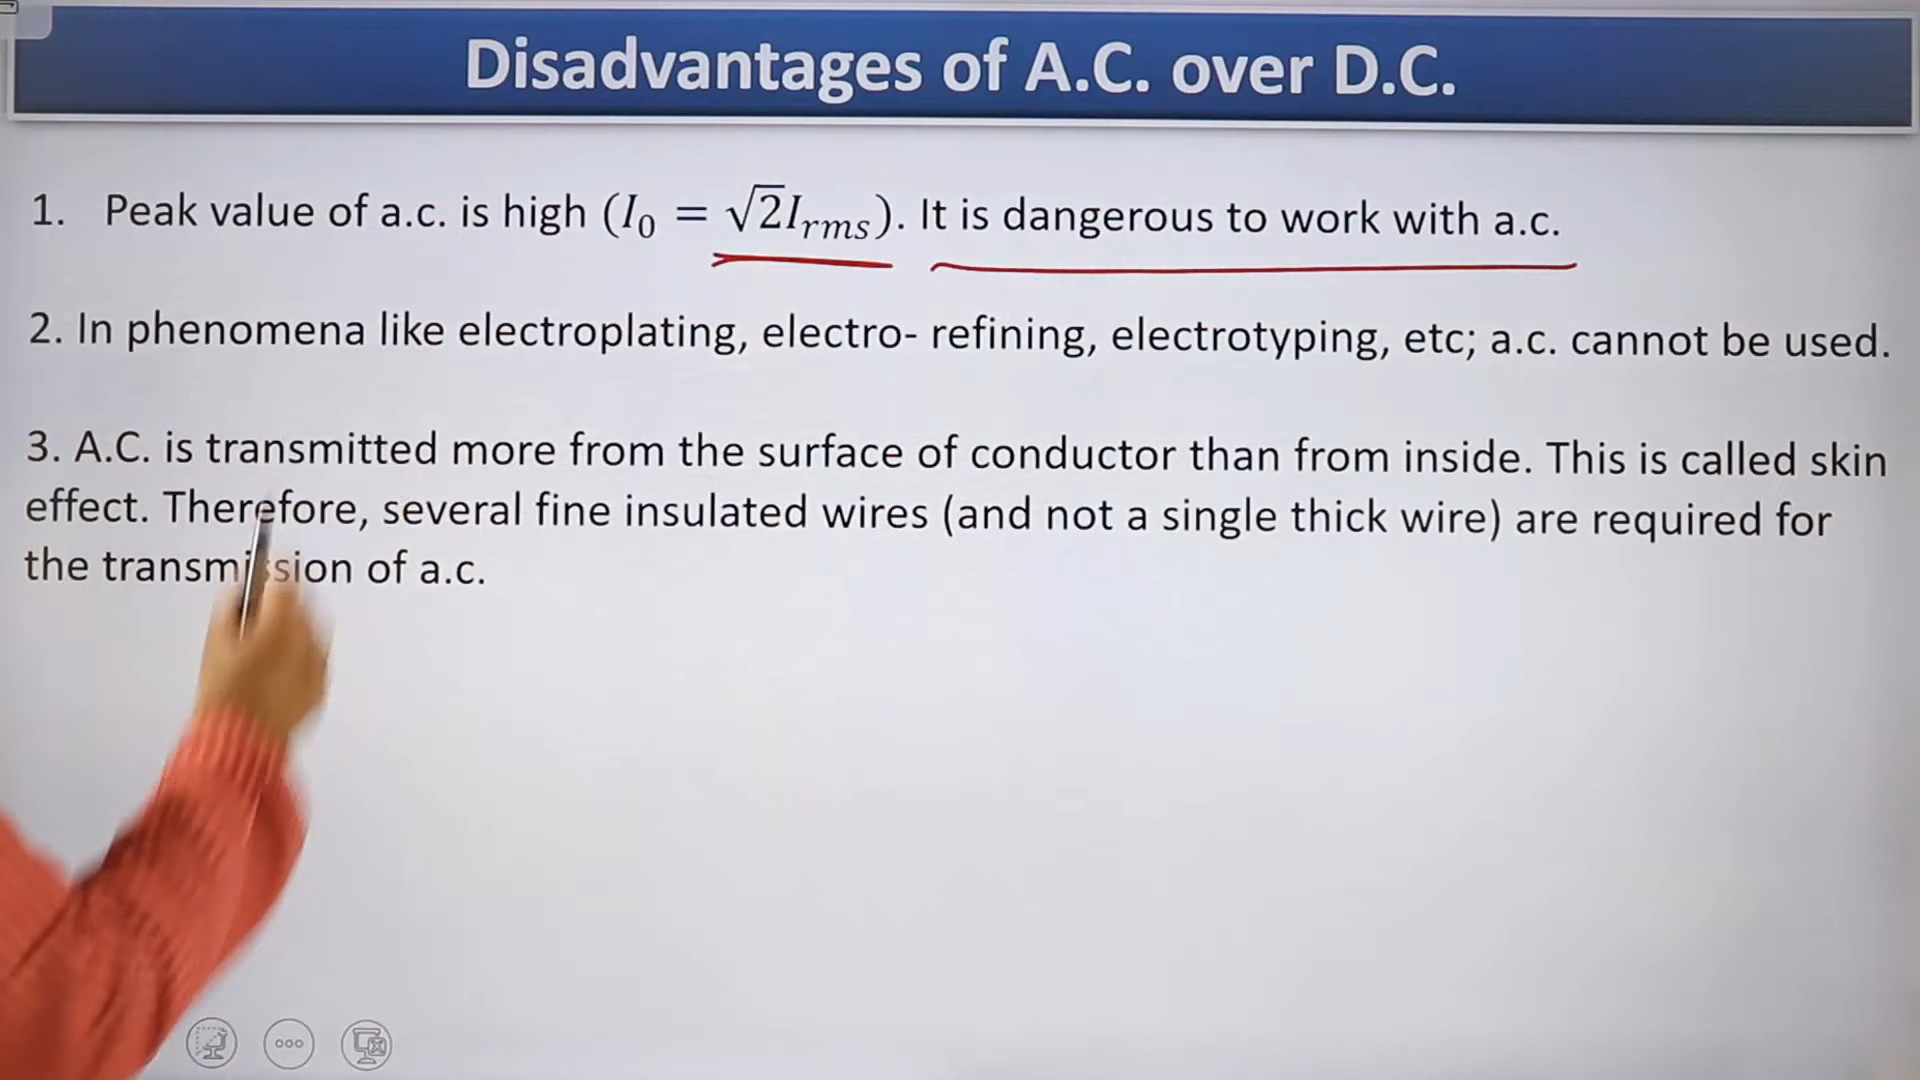 Disadvantages of A.C. over D.C.
1. Peak value of a.c. is high (I₀ = √2Iᵣₘₛ). It is dangerous to work with a.c.
2. In phenomena like electroplating, electro- refining, electrotyping, etc; a.c. cannot be used.
3. A.C. is transmitted more from the surface of conductor than from inside. This is called skin
effect. Therefore, several fine insulated wires (and not a single thick wire) are required for
the transmission of a.c.